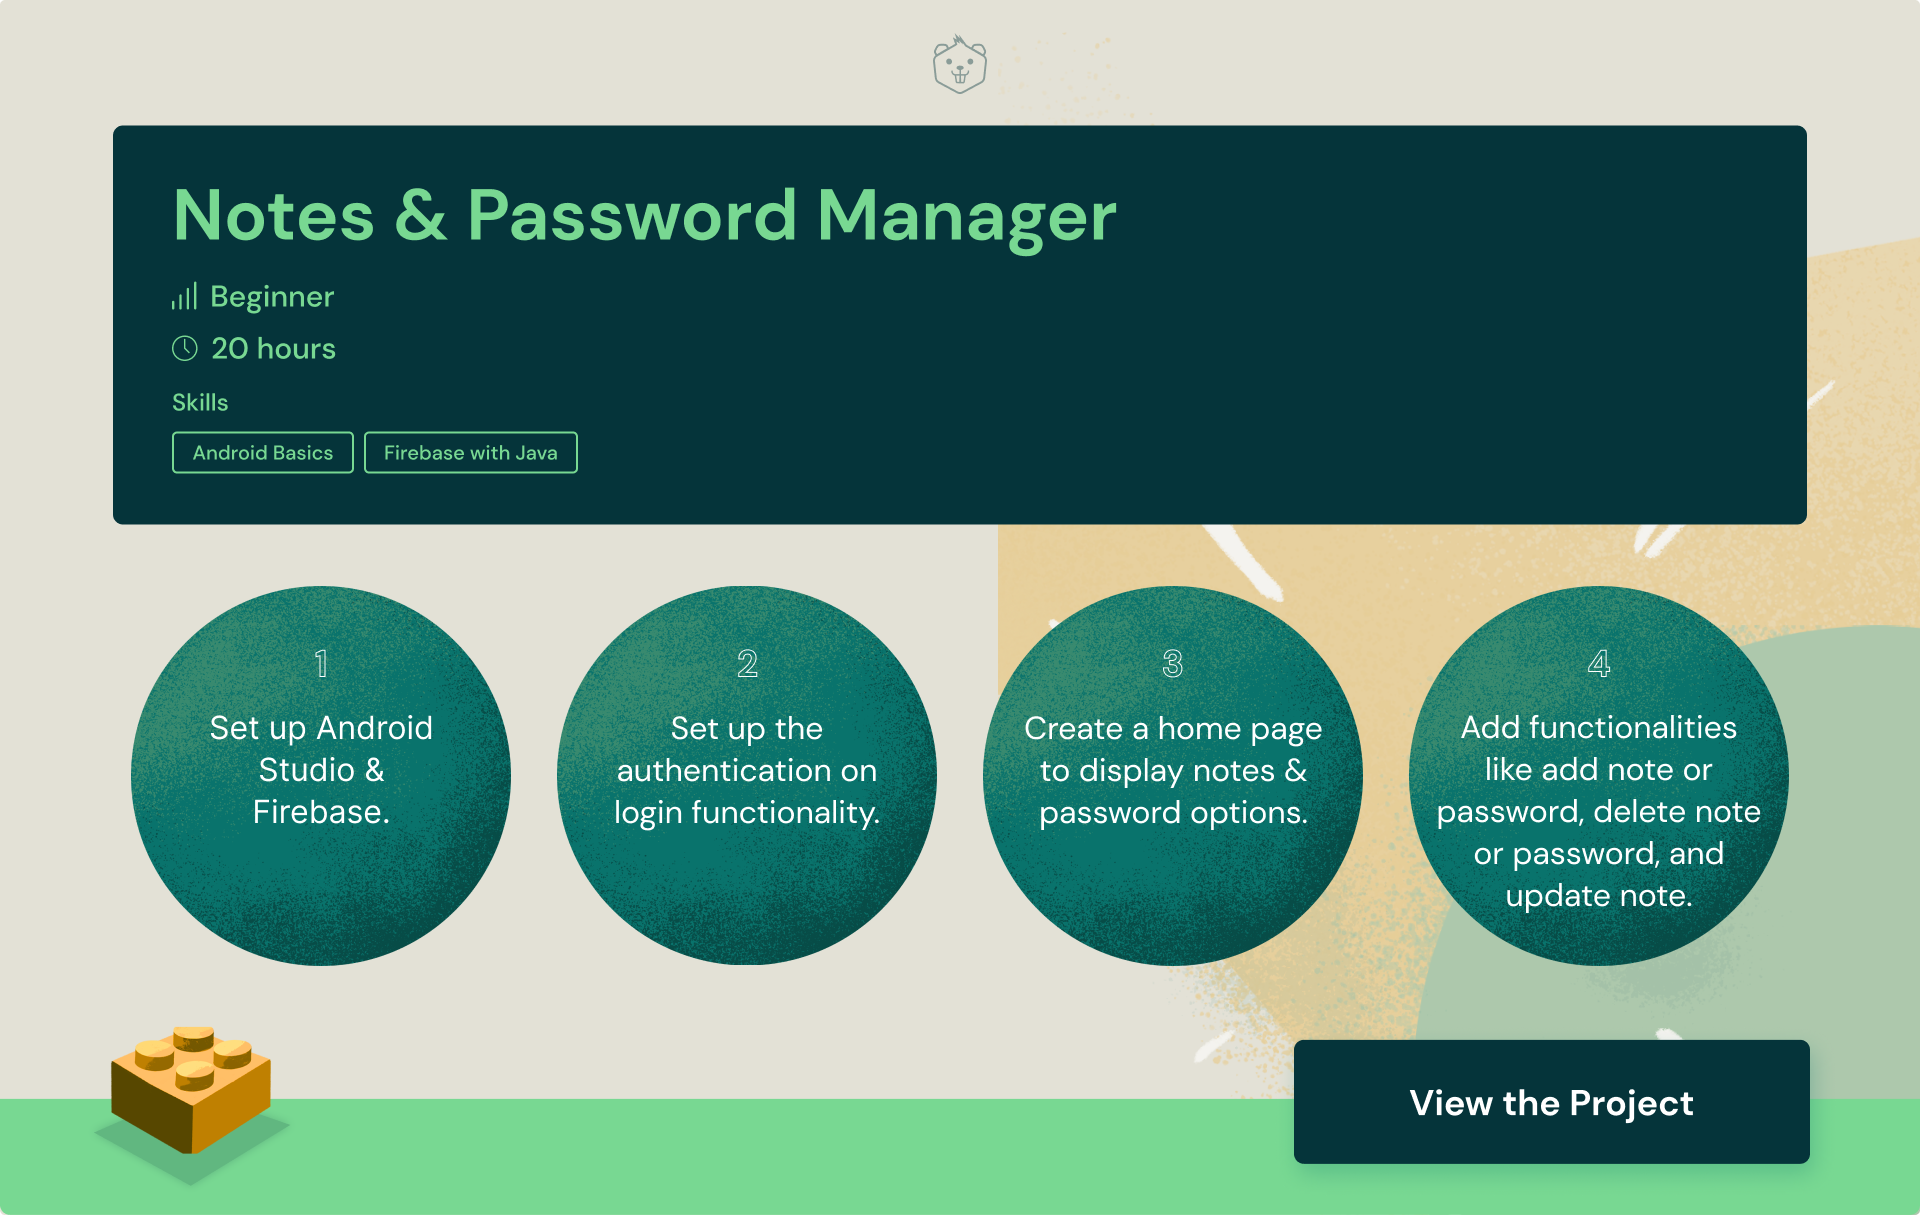 Notes & Password Manager
Beginner
20 hours
Skills
Android Basics
Firebase with Java
1
Set up Android
Studio &
Firebase.
2
Set up the
authentication on
login functionality.
3
Create a home page
to display notes &
password options.
4
Add functionalities
like add note or
password, delete note
or password, and
update note.
View the Project